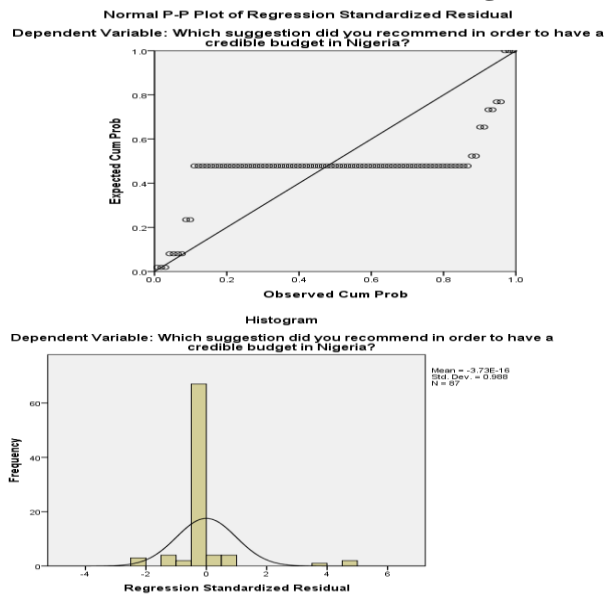 Normal P-P Plot of Regression Standardized Residual
Dependent Variable: Which suggestion did you recommend in order to have a
credible budget in Nigeria?
1.0
0.8
0.6
0.4
0.2
0.0
Expected Cum Prob
0.0 0.2 0.4 0.6 0.8 1.0
Observed Cum Prob
Histogram
Dependent Variable: Which suggestion did you recommend in order to have a
credible budget in Nigeria?
Mean = -3.73E-16
Std. Dev. = 0.988
N = 87
60
40
20
0
Frequency
-4 -2 0 2 4 6
Regression Standardized Residual